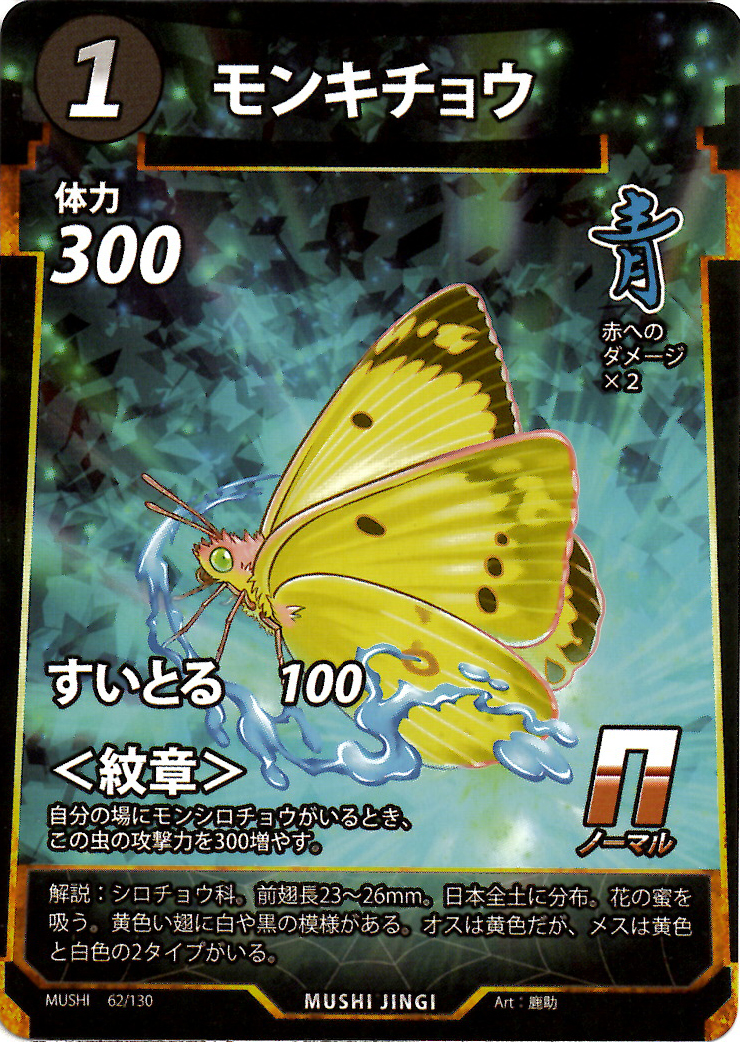 1
モンキチョウ
体力
300
青
赤への
ダメージ
×2
すいとる 100
＜紋章＞
自分の場にモンシロチョウがいるとき、
この虫の攻撃力を300増やす。
n
ノーマル
解説：シロチョウ科。前翅長23～26mm。日本全土に分布。花の蜜を
吸う。黄色い翅に白や黒の模様がある。オスは黄色だが、メスは黄色
と白色の2タイプがいる。
MUSHI 62/130
MUSHI JINGI
Art：鹿助